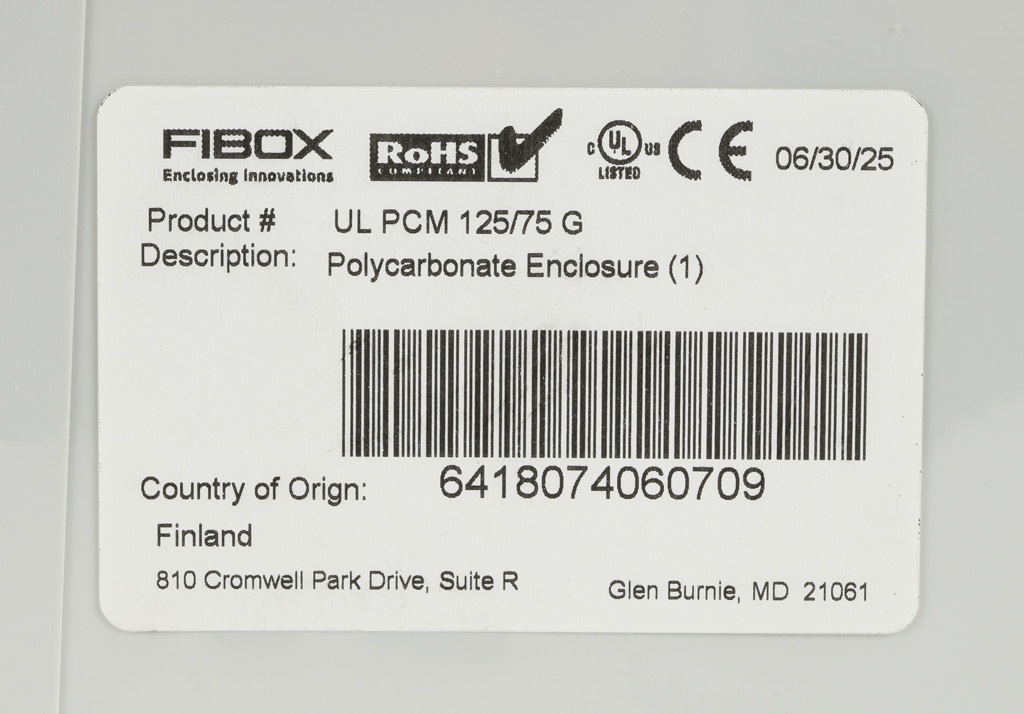 FIBOX
Enclosing Innovations
RoHS
COMPLIANT
C UL US
LISTED
CE
06/30/25
Product # UL PCM 125/75 G
Description: Polycarbonate Enclosure (1)
6418074060709
Country of Orign:
Finland
810 Cromwell Park Drive, Suite R Glen Burnie, MD 21061